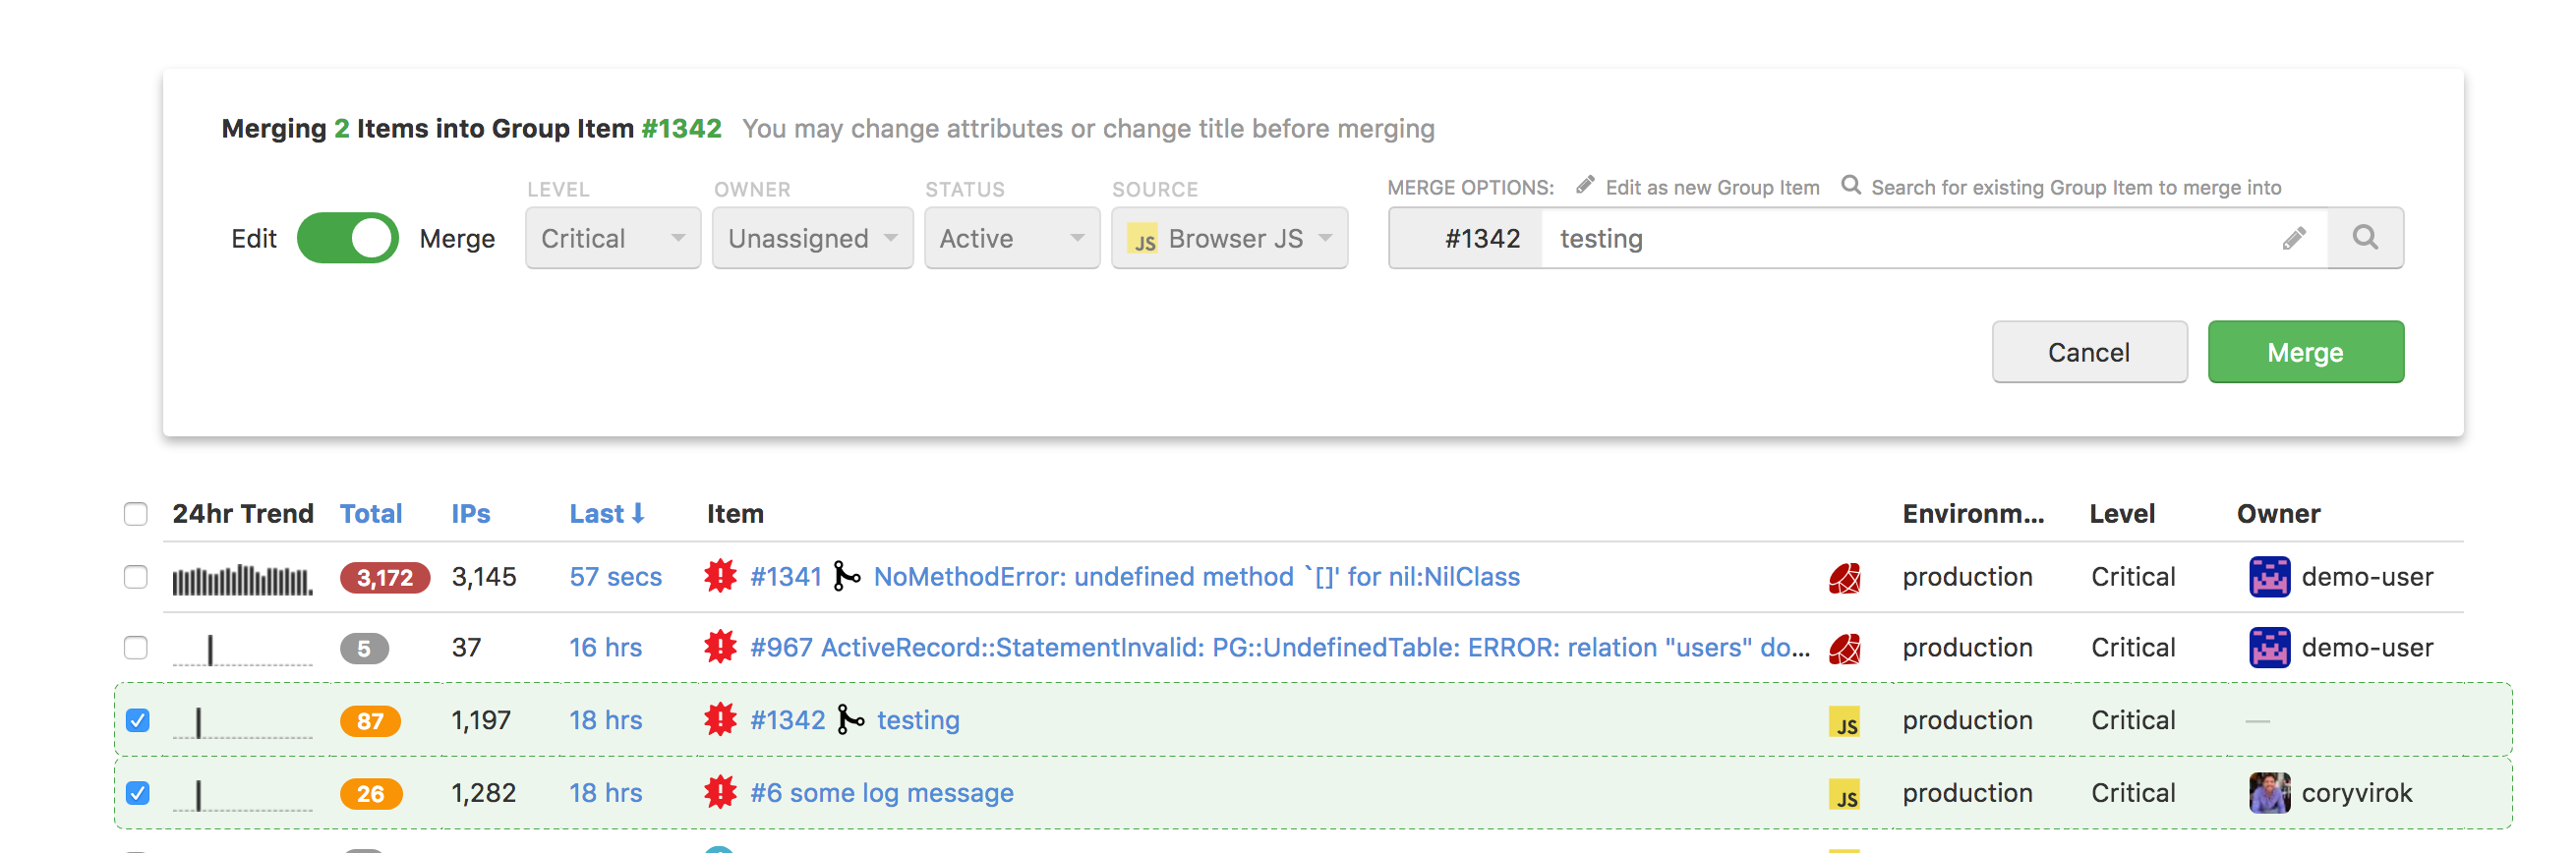 Merging 2 Items into Group Item #1342 You may change attributes or change title before merging
LEVEL OWNER STATUS SOURCE MERGE OPTIONS: Edit as new Group Item Search for existing Group Item to merge into
Edit Merge Critical Unassigned Active JS Browser JS #1342 testing
Cancel Merge
24hr Trend Total IPs Last Item Environm... Level Owner
3,172 3,145 57 secs #1341 NoMethodError: undefined method `[]' for nil:NilClass production Critical demo-user
5 37 16 hrs #967 ActiveRecord::StatementInvalid: PG::UndefinedTable: ERROR: relation "users" do... production Critical demo-user
87 1,197 18 hrs #1342 testing JS production Critical —
26 1,282 18 hrs #6 some log message JS production Critical coryvirok